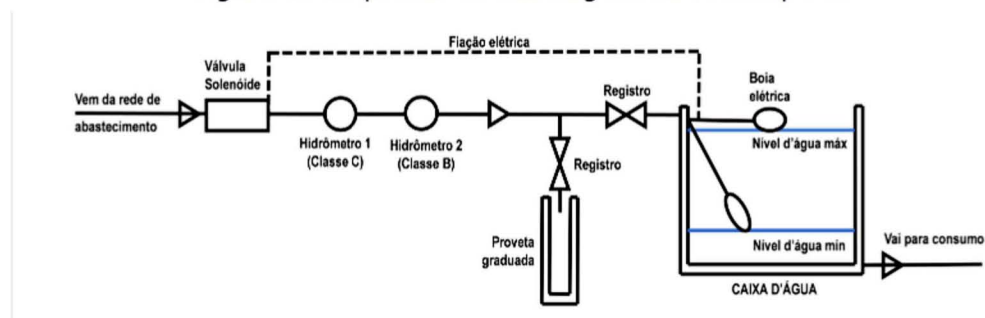 Fiação elétrica
Válvula
Solenóide
Vem da rede de
abastecimento
Hidrômetro 1
(Classe C)
Hidrômetro 2
(Classe B)
Registro
Registro
Proveta
graduada
Boia
elétrica
Nível d'água máx
Nível d'água mín
Vai para consumo
CAIXA D'ÁGUA